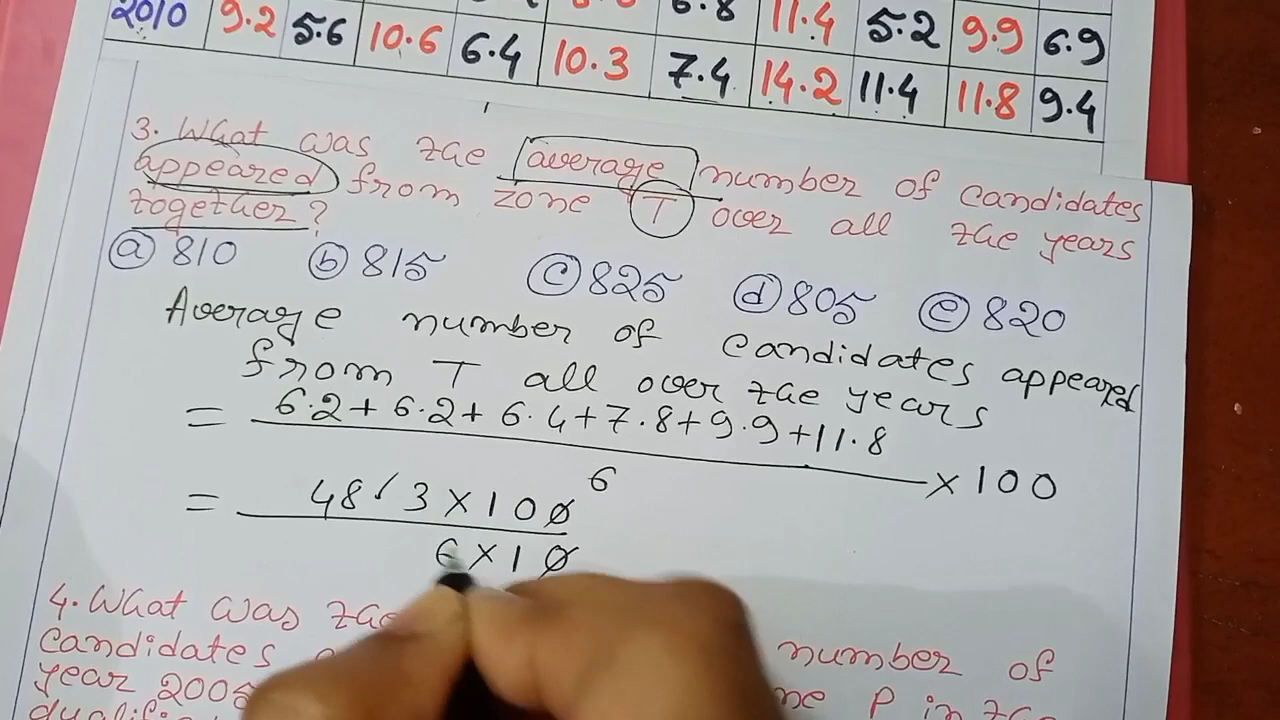 2010 9.2 5.6 10.6 6.4 6.8 11.4 5.2 9.9 6.9
10.3 7.4 14.2 11.4 11.8 9.4
3. What was the average number of candidates
appeared from zone T over all the years
together?
ⓐ 810 ⓑ 815 ⓒ 825 ⓓ 805 ⓔ 820
Average number of candidates appeared
from T all over the years
= 6.2 + 6.2 + 6.4 + 7.8 + 9.9 + 11.8
× 100
6
= 48.3 × 100
6 × 10
4. What was the number of
candidates
year 2005 P in the